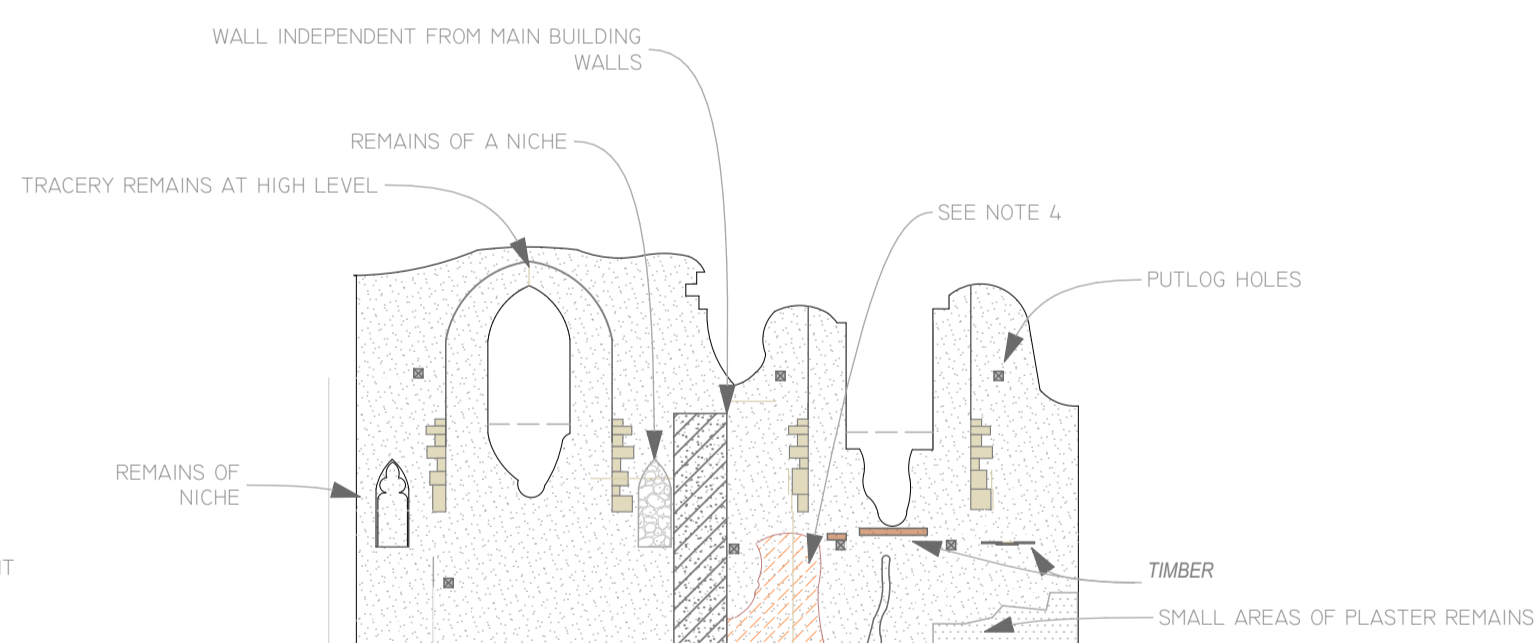 WALL INDEPENDENT FROM MAIN BUILDING
WALLS
REMAINS OF A NICHE
TRACERY REMAINS AT HIGH LEVEL
SEE NOTE 4
PUTLOG HOLES
REMAINS OF
NICHE
TIMBER
SMALL AREAS OF PLASTER REMAINS